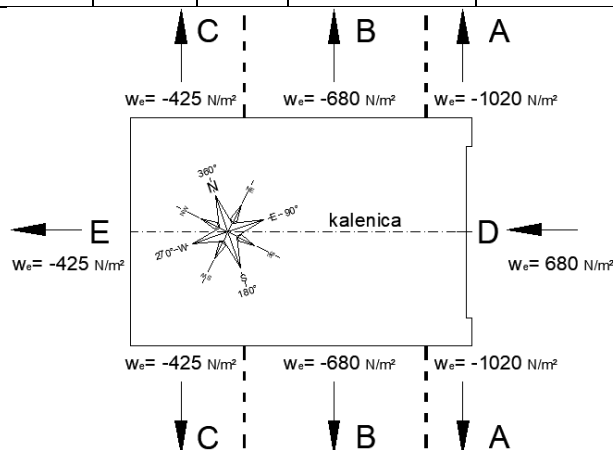 C B A
wₑ= -425 N/m² wₑ= -680 N/m² wₑ= -1020 N/m²
360°
N
NE
E - 90°
kalenica
E D
270°-W
S
180°
wₑ= -425 N/m² wₑ= 680 N/m²
wₑ= -425 N/m² wₑ= -680 N/m² wₑ= -1020 N/m²
C B A